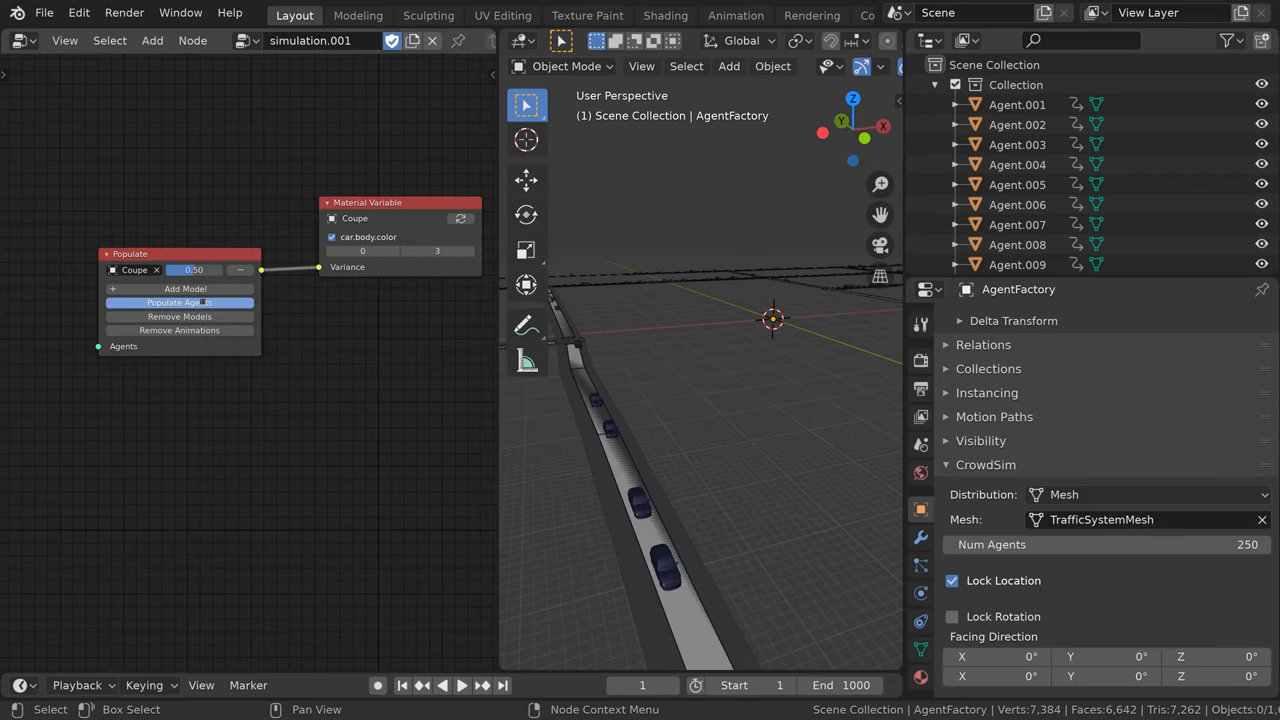 File Edit Render Window Help Layout Modeling Sculpting UV Editing Texture Paint Shading Animation Rendering Co Scene View Layer
View Select Add Node simulation.001 Global
Object Mode View Select Add Object
Scene Collection
Collection
Agent.001
Agent.002
Agent.003
Agent.004
Agent.005
Agent.006
Agent.007
Agent.008
Agent.009
User Perspective
(1) Scene Collection | AgentFactory
Z
Y
X
Material Variable
Coupe
car.body.color
0 3
Variance
Populate
Coupe 0.50
Add Model
Populate Agents
Remove Models
Remove Animations
Agents
AgentFactory
Delta Transform
Relations
Collections
Instancing
Motion Paths
Visibility
CrowdSim
Distribution: Mesh
Mesh: TrafficSystemMesh
Num Agents 250
Lock Location
Lock Rotation
Facing Direction
X 0° Y 0° Z 0°
X 0° Y 0° Z 0°
Playback Keying View Marker 1 Start 1 End 1000
Select Box Select Pan View Node Context Menu Scene Collection | AgentFactory | Verts:7,384 | Faces:6,642 | Tris:7,262 | Objects:0/1